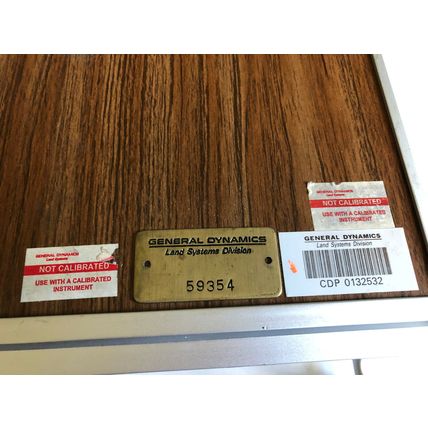 GENERAL DYNAMICS
Land Systems
NOT CALIBRATED
USE WITH A CALIBRATED
INSTRUMENT
GENERAL DYNAMICS
Land Systems Division
59354
GENERAL DYNAMICS
Land Systems
NOT CALIBRATED
USE WITH A CALIBRATED
INSTRUMENT
GENERAL DYNAMICS
Land Systems Division
CDP 0132532